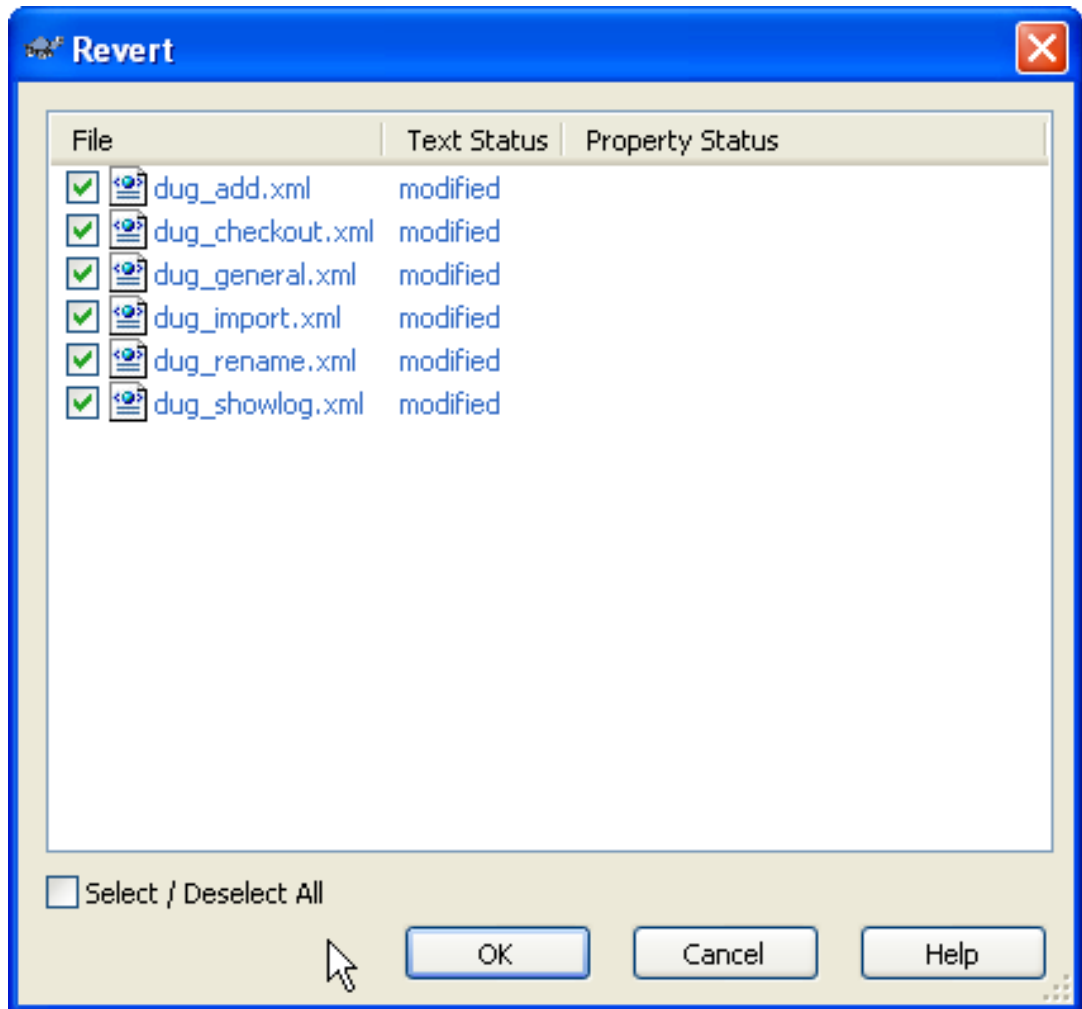 Revert
File Text Status Property Status
dug_add.xml modified
dug_checkout.xml modified
dug_general.xml modified
dug_import.xml modified
dug_rename.xml modified
dug_showlog.xml modified
Select / Deselect All
OK Cancel Help